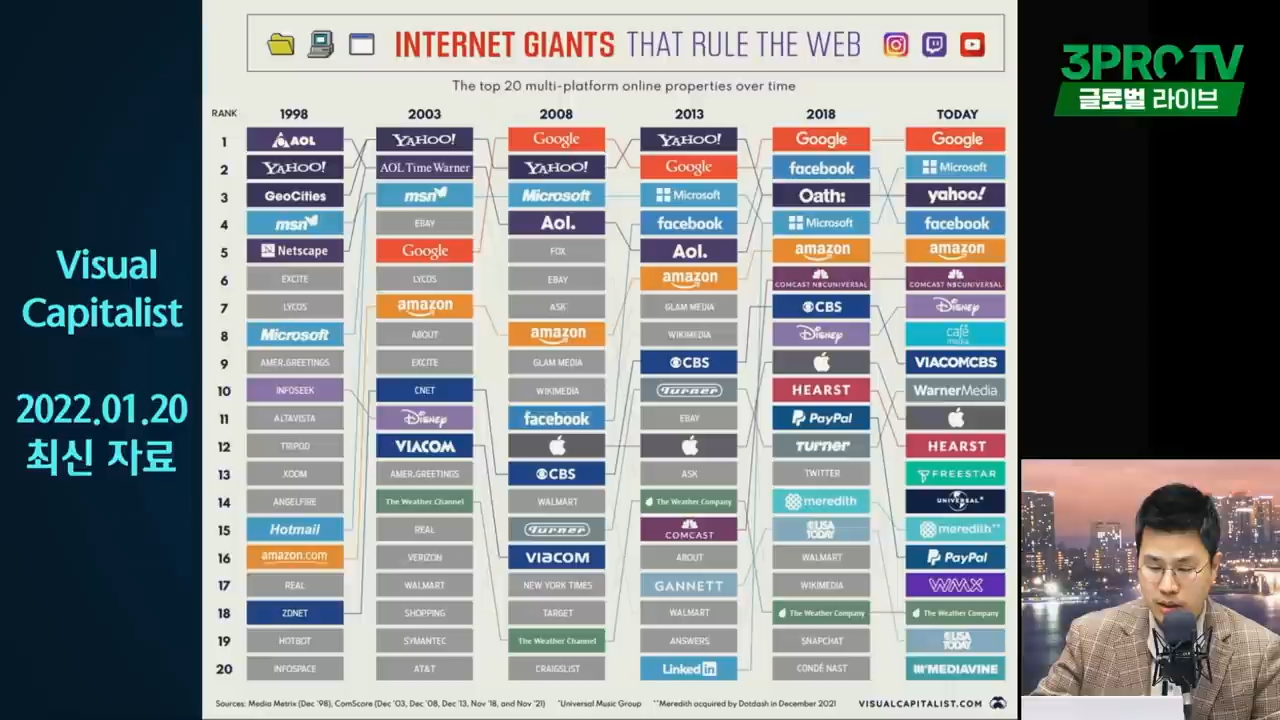 INTERNET GIANTS THAT RULE THE WEB
The top 20 multi-platform online properties over time
RANK 1998 2003 2008 2013 2018 TODAY
1 AOL YAHOO! Google YAHOO! Google Google
2 YAHOO! AOL Time Warner YAHOO! Google facebook Microsoft
3 GeoCities msn Microsoft Microsoft Oath: yahoo!
4 msn EBAY Aol. facebook Microsoft facebook
5 Netscape Google FOX Aol. amazon amazon
6 EXCITE LYCOS EBAY amazon COMCAST NBCUNIVERSAL COMCAST NBCUNIVERSAL
7 LYCOS amazon ASK GLAM MEDIA CBS Disney
8 Microsoft ABOUT amazon WIKIMEDIA Disney café media
9 AMER.GREETINGS EXCITE GLAM MEDIA CBS VIACOMCBS
10 INFOSEEK CNET WIKIMEDIA Turner HEARST WarnerMedia
11 ALTAVISTA Disney facebook EBAY PayPal
12 TRIPOD VIACOM Turner HEARST
13 XOOM AMER.GREETINGS CBS ASK TWITTER FREESTAR
14 ANGELFIRE The Weather Channel WALMART The Weather Company meredith UNIVERSAL*
15 Hotmail REAL Turner COMCAST USA TODAY meredith**
16 amazon.com VERIZON VIACOM ABOUT WALMART PayPal
17 REAL WALMART NEW YORK TIMES GANNETT WIKIMEDIA WMX
18 ZDNET SHOPPING TARGET WALMART The Weather Company The Weather Company
19 HOTBOT SYMANTEC The Weather Channel ANSWERS SNAPCHAT USA TODAY
20 INFOSPACE AT&T CRAIGSLIST Linked in CONDÉ NAST MEDIAVINE
Sources: Media Metrix (Dec '98), ComScore (Dec '03, Dec '08, Dec '13, Nov '18, and Nov '21) *Universal Music Group **Meredith acquired by Dotdash in December 2021 VISUALCAPITALIST.COM
Visual
Capitalist
2022.01.20
최신 자료
3PRO TV
글로벌 라이브